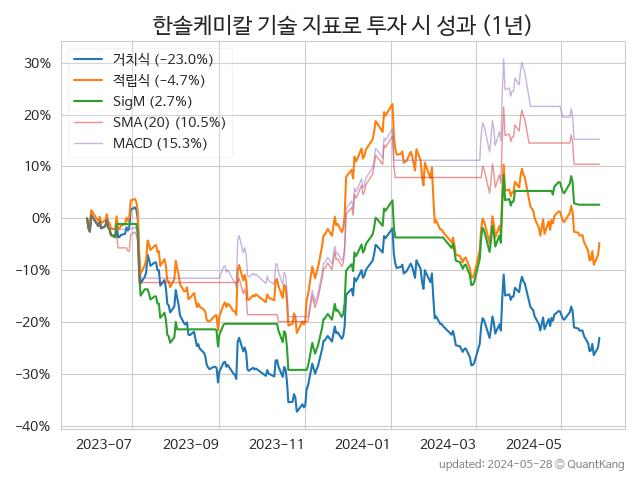 한솔케미칼 기술 지표로 투자 시 성과 (1년)
거치식 (−23.0%)
적립식 (−4.7%)
SigM (2.7%)
SMA(20) (10.5%)
MACD (15.3%)
30%
20%
10%
0%
−10%
−20%
−30%
−40%
2023-07 2023-09 2023-11 2024-01 2024-03 2024-05
updated: 2024-05-28 © QuantKang